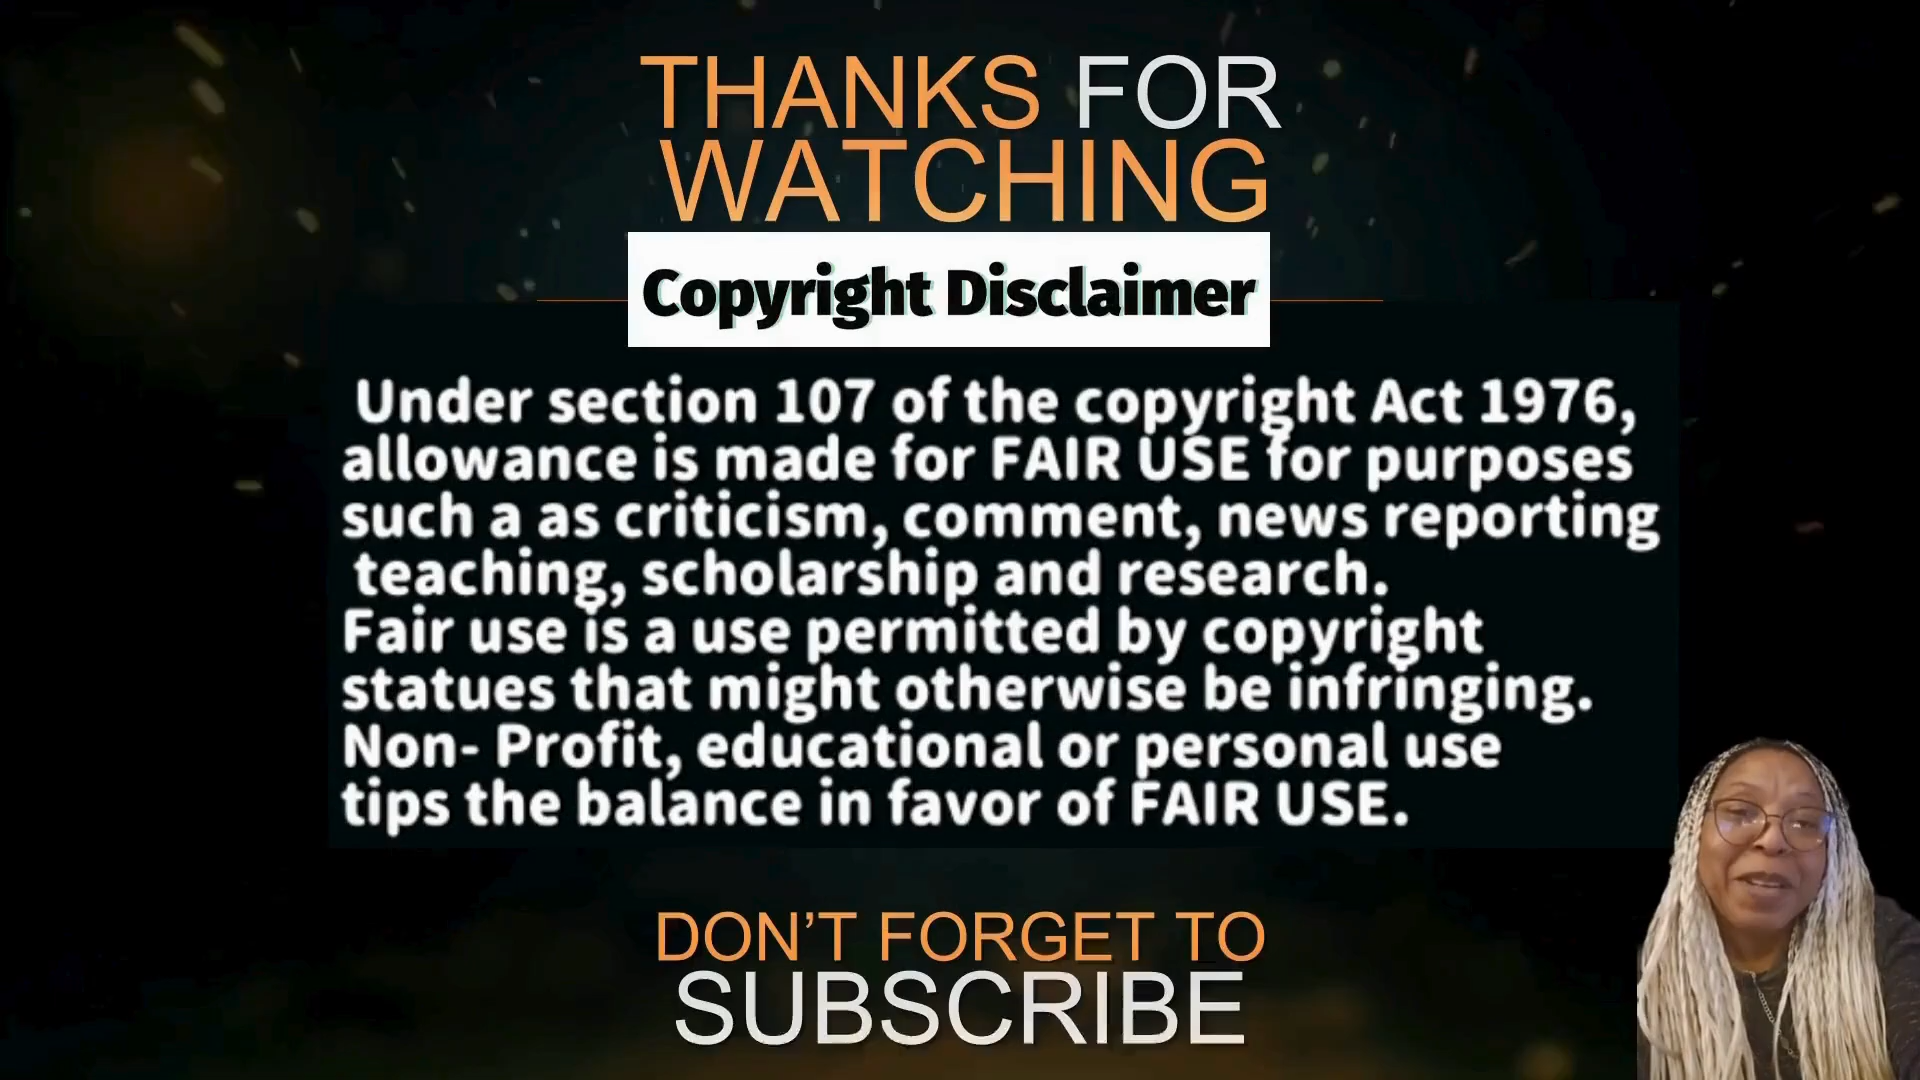 THANKS FOR
WATCHING
Copyright Disclaimer
Under section 107 of the copyright Act 1976,
allowance is made for FAIR USE for purposes
such a as criticism, comment, news reporting
teaching, scholarship and research.
Fair use is a use permitted by copyright
statues that might otherwise be infringing.
Non- Profit, educational or personal use
tips the balance in favor of FAIR USE.
DON'T FORGET TO
SUBSCRIBE